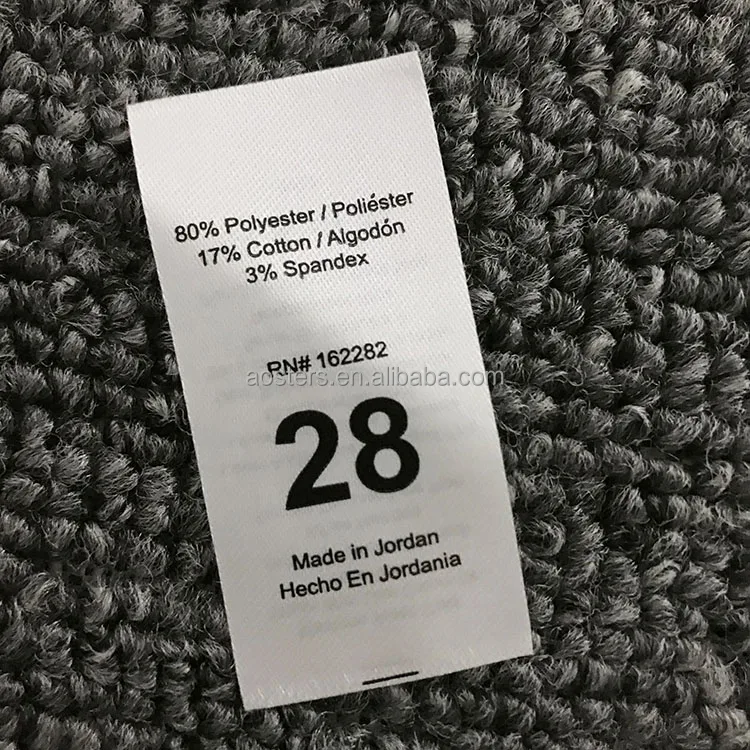 80% Polyester / Poliéster
17% Cotton / Algodón
3% Spandex
RN# 162282
aosters.en.alibaba.com
28
Made in Jordan
Hecho En Jordania